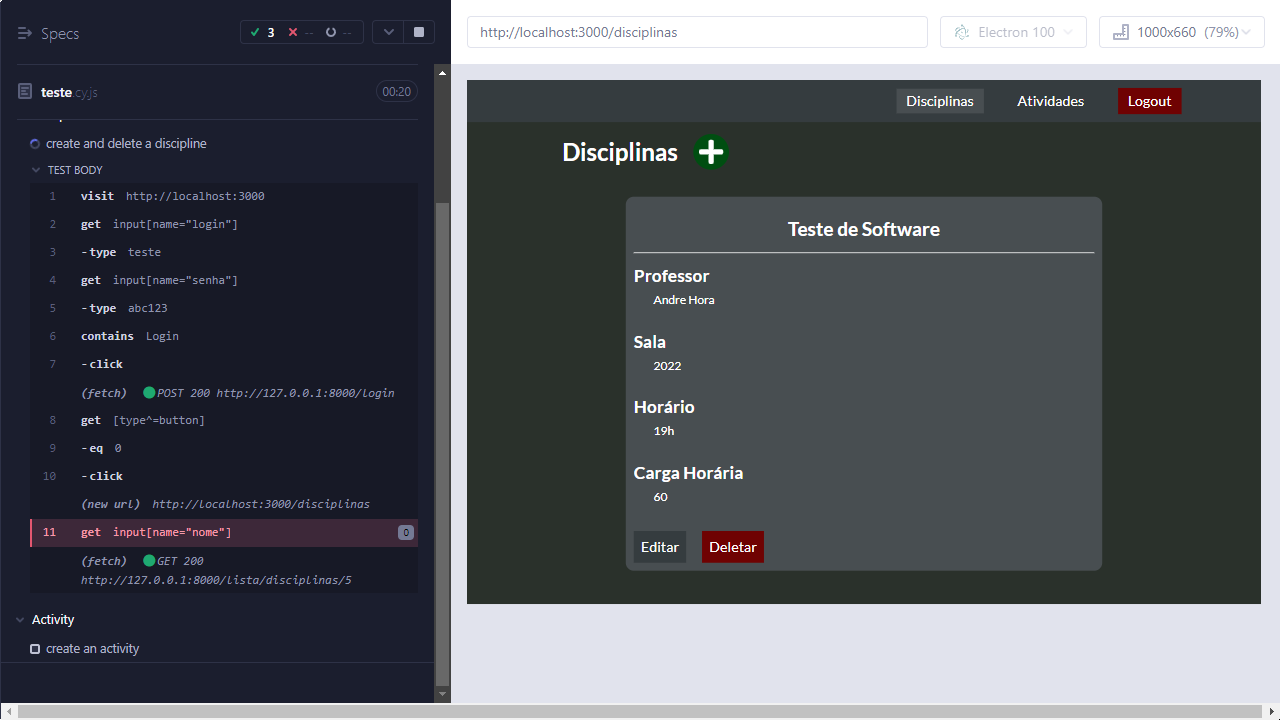 Specs
3 -- --
teste.cy.js 00:20
create and delete a discipline
TEST BODY
1 visit http://localhost:3000
2 get input[name="login"]
3 -type teste
4 get input[name="senha"]
5 -type abc123
6 contains Login
7 -click
(fetch) POST 200 http://127.0.0.1:8000/login
8 get [type^=button]
9 -eq 0
10 -click
(new url) http://localhost:3000/disciplinas
11 get input[name="nome"] 0
(fetch) GET 200
http://127.0.0.1:8000/lista/disciplinas/5
Activity
create an activity
http://localhost:3000/disciplinas
Electron 100
1000x660 (79%)
Disciplinas Atividades Logout
Disciplinas
Teste de Software
Professor
Andre Hora
Sala
2022
Horário
19h
Carga Horária
60
Editar Deletar